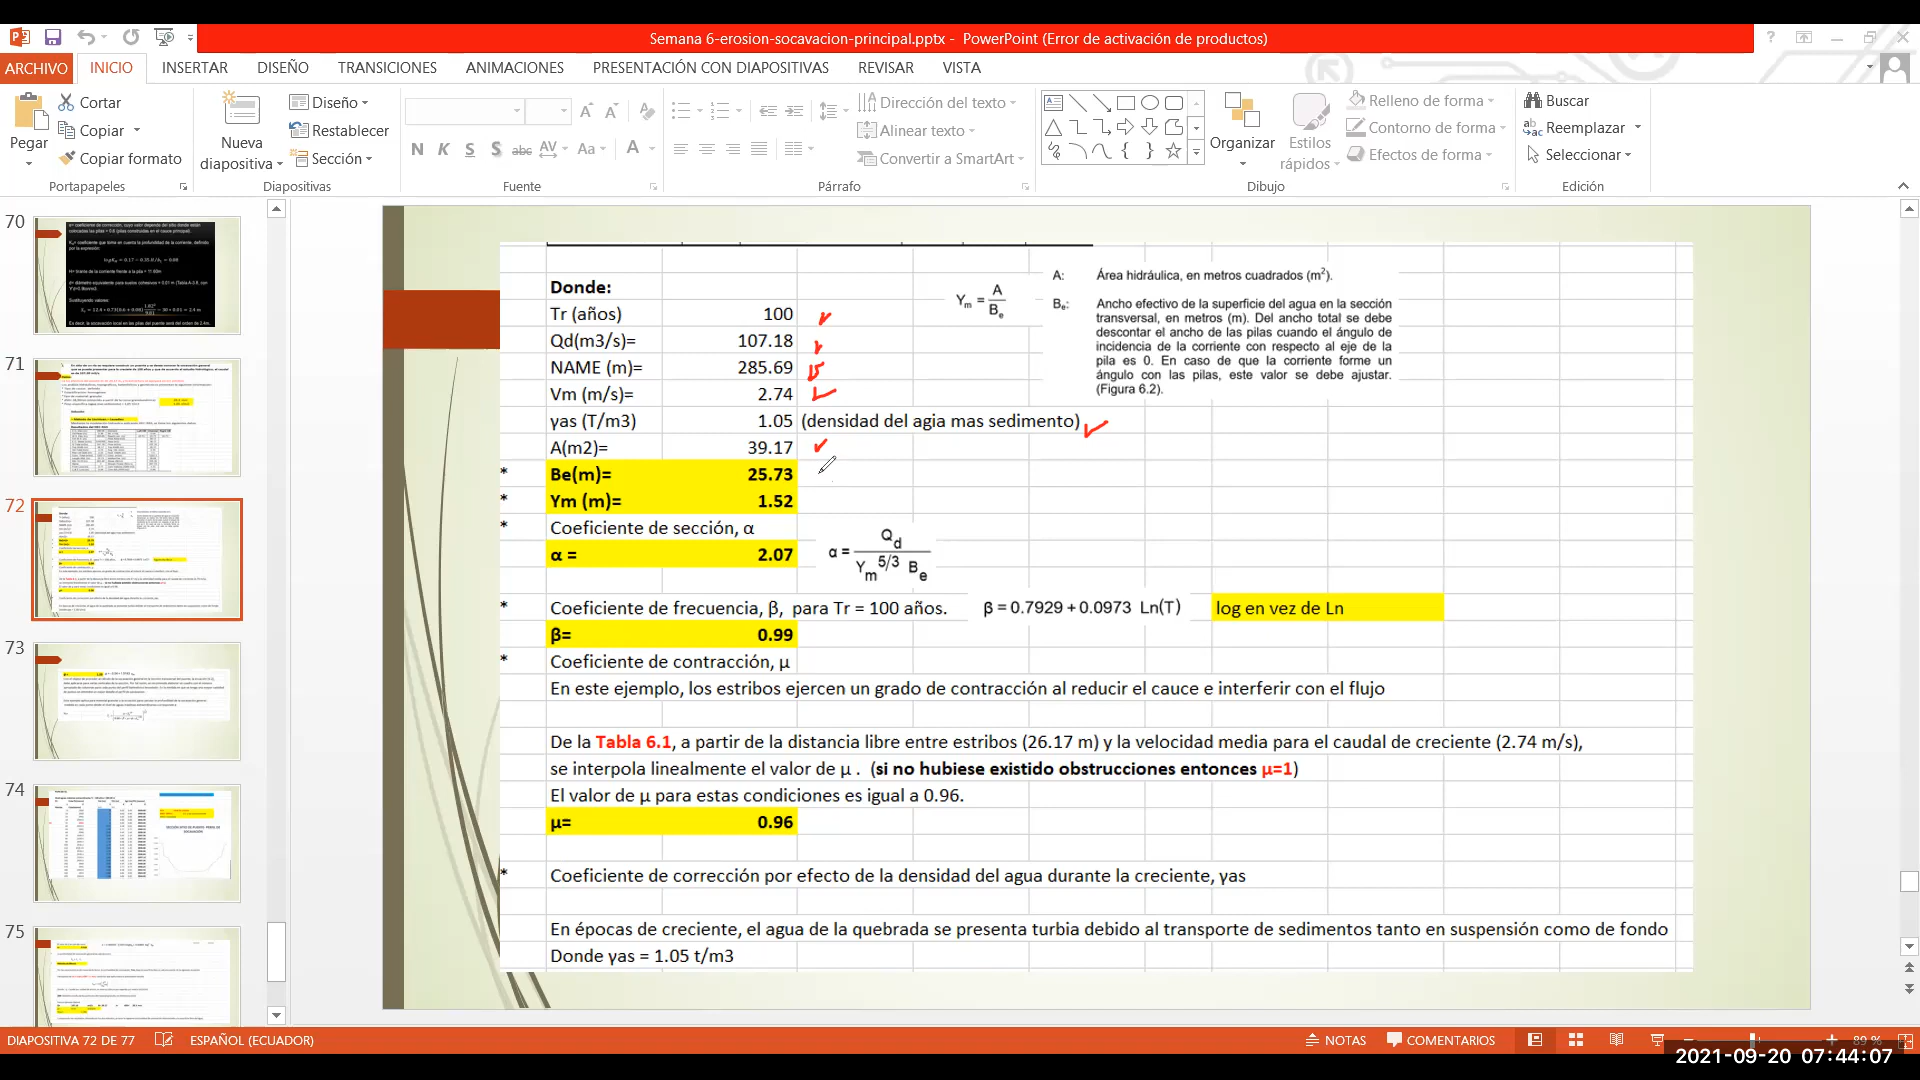 Semana 6-erosion-socavacion-principal.pptx - PowerPoint (Error de activación de productos)
ARCHIVO INICIO INSERTAR DISEÑO TRANSICIONES ANIMACIONES PRESENTACIÓN CON DIAPOSITIVAS REVISAR VISTA
Cortar
Copiar
Copiar formato
Pegar
Portapapeles
Nueva
diapositiva
Diseño
Restablecer
Sección
Diapositivas
N K S S abc AV Aa A
Fuente
Dirección del texto
Alinear texto
Convertir a SmartArt
Párrafo
Organizar
Estilos
rápidos
Relleno de forma
Contorno de forma
Efectos de forma
Dibujo
Buscar
Reemplazar
Seleccionar
Edición
70
71
72
73
74
75
Donde:
Tr (años) 100
Qd(m3/s)= 107.18
NAME (m)= 285.69
Vm (m/s)= 2.74
γas (T/m3) 1.05 (densidad del agia mas sedimento)
A(m2)= 39.17
* Be(m)= 25.73
* Ym (m)= 1.52
Ym = A / Be
A: Área hidráulica, en metros cuadrados (m²).
Be: Ancho efectivo de la superficie del agua en la sección
transversal, en metros (m). Del ancho total se debe
descontar el ancho de las pilas cuando el ángulo de
incidencia de la corriente con respecto al eje de la
pila es 0. En caso de que la corriente forme un
ángulo con las pilas, este valor se debe ajustar.
(Figura 6.2).
* Coeficiente de sección, α
α = 2.07
α = Qd / Ym^5/3 Be
* Coeficiente de frecuencia, β, para Tr = 100 años. β = 0.7929 + 0.0973 Ln(T) log en vez de Ln
β= 0.99
* Coeficiente de contracción, μ
En este ejemplo, los estribos ejercen un grado de contracción al reducir el cauce e interferir con el flujo
De la Tabla 6.1, a partir de la distancia libre entre estribos (26.17 m) y la velocidad media para el caudal de creciente (2.74 m/s),
se interpola linealmente el valor de μ . (si no hubiese existido obstrucciones entonces μ=1)
El valor de μ para estas condiciones es igual a 0.96.
μ= 0.96
* Coeficiente de corrección por efecto de la densidad del agua durante la creciente, γas
En épocas de creciente, el agua de la quebrada se presenta turbia debido al transporte de sedimentos tanto en suspensión como de fondo
Donde γas = 1.05 t/m3
DIAPOSITIVA 72 DE 77 ESPAÑOL (ECUADOR) NOTAS COMENTARIOS 89 %
2021-09-20 07:44:07